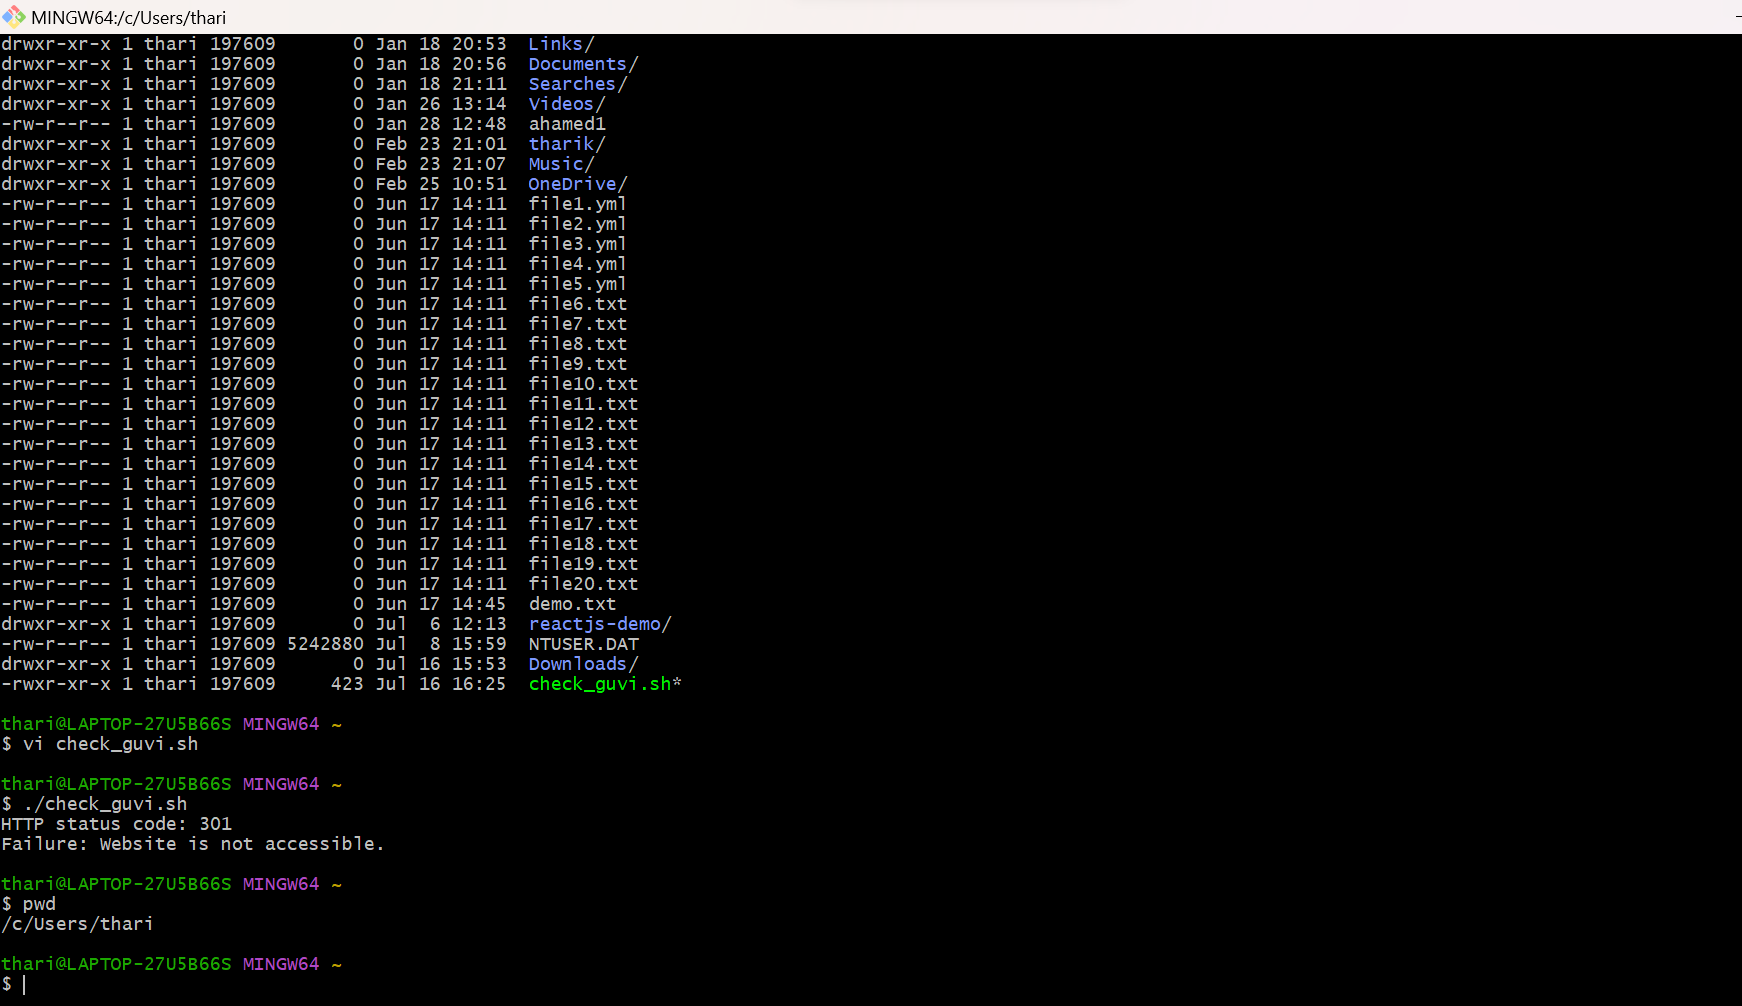 MINGW64:/c/Users/thari
drwxr-xr-x 1 thari 197609       0 Jan 18 20:53  Links/
drwxr-xr-x 1 thari 197609       0 Jan 18 20:56  Documents/
drwxr-xr-x 1 thari 197609       0 Jan 18 21:11  Searches/
drwxr-xr-x 1 thari 197609       0 Jan 26 13:14  Videos/
-rw-r--r-- 1 thari 197609       0 Jan 28 12:48  ahamed1
drwxr-xr-x 1 thari 197609       0 Feb 23 21:01  tharik/
drwxr-xr-x 1 thari 197609       0 Feb 23 21:07  Music/
drwxr-xr-x 1 thari 197609       0 Feb 25 10:51  OneDrive/
-rw-r--r-- 1 thari 197609       0 Jun 17 14:11  file1.yml
-rw-r--r-- 1 thari 197609       0 Jun 17 14:11  file2.yml
-rw-r--r-- 1 thari 197609       0 Jun 17 14:11  file3.yml
-rw-r--r-- 1 thari 197609       0 Jun 17 14:11  file4.yml
-rw-r--r-- 1 thari 197609       0 Jun 17 14:11  file5.yml
-rw-r--r-- 1 thari 197609       0 Jun 17 14:11  file6.txt
-rw-r--r-- 1 thari 197609       0 Jun 17 14:11  file7.txt
-rw-r--r-- 1 thari 197609       0 Jun 17 14:11  file8.txt
-rw-r--r-- 1 thari 197609       0 Jun 17 14:11  file9.txt
-rw-r--r-- 1 thari 197609       0 Jun 17 14:11  file10.txt
-rw-r--r-- 1 thari 197609       0 Jun 17 14:11  file11.txt
-rw-r--r-- 1 thari 197609       0 Jun 17 14:11  file12.txt
-rw-r--r-- 1 thari 197609       0 Jun 17 14:11  file13.txt
-rw-r--r-- 1 thari 197609       0 Jun 17 14:11  file14.txt
-rw-r--r-- 1 thari 197609       0 Jun 17 14:11  file15.txt
-rw-r--r-- 1 thari 197609       0 Jun 17 14:11  file16.txt
-rw-r--r-- 1 thari 197609       0 Jun 17 14:11  file17.txt
-rw-r--r-- 1 thari 197609       0 Jun 17 14:11  file18.txt
-rw-r--r-- 1 thari 197609       0 Jun 17 14:11  file19.txt
-rw-r--r-- 1 thari 197609       0 Jun 17 14:11  file20.txt
-rw-r--r-- 1 thari 197609       0 Jun 17 14:45  demo.txt
drwxr-xr-x 1 thari 197609       0 Jul  6 12:13  reactjs-demo/
-rw-r--r-- 1 thari 197609 5242880 Jul  8 15:59  NTUSER.DAT
drwxr-xr-x 1 thari 197609       0 Jul 16 15:53  Downloads/
-rwxr-xr-x 1 thari 197609     423 Jul 16 16:25  check_guvi.sh*
thari@LAPTOP-27U5B66S MINGW64 ~
$ vi check_guvi.sh
thari@LAPTOP-27U5B66S MINGW64 ~
$ ./check_guvi.sh
HTTP status code: 301
Failure: Website is not accessible.
thari@LAPTOP-27U5B66S MINGW64 ~
$ pwd
/c/Users/thari
thari@LAPTOP-27U5B66S MINGW64 ~
$